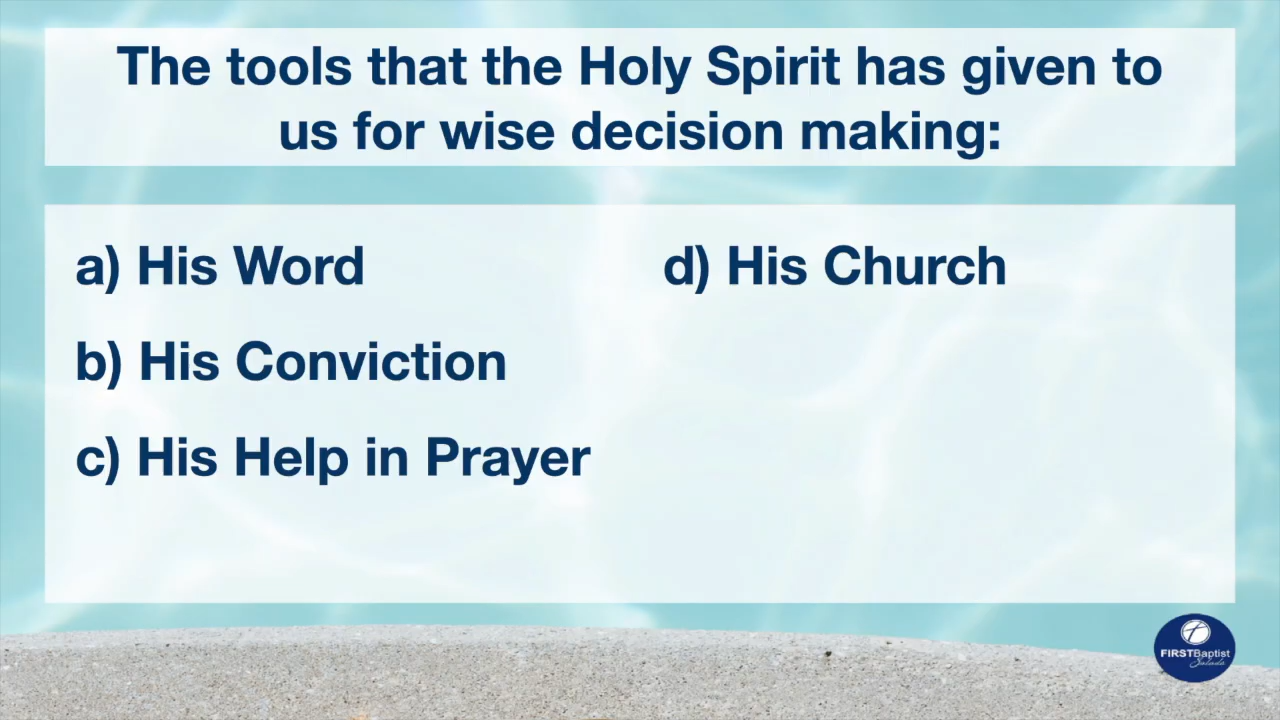 The tools that the Holy Spirit has given to
us for wise decision making:
a) His Word
b) His Conviction
c) His Help in Prayer
d) His Church
FIRSTBaptist
Salado